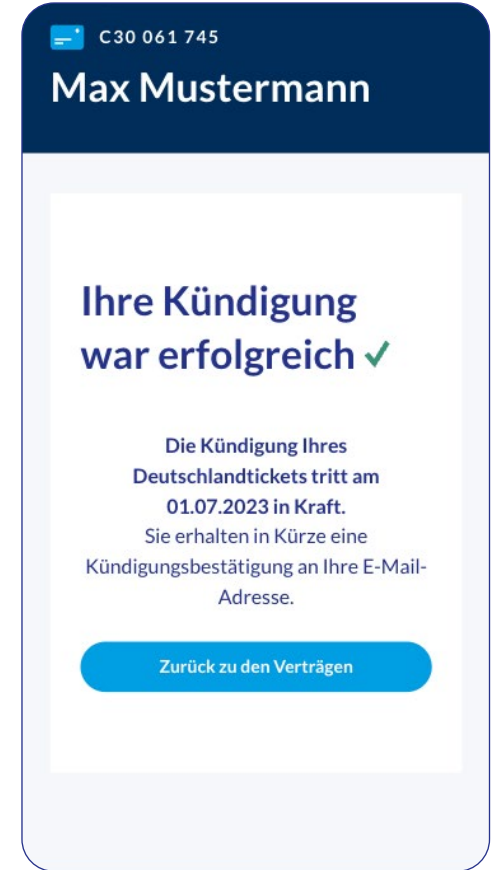 C30 061 745
Max Mustermann
Ihre Kündigung
war erfolgreich ✓
Die Kündigung Ihres
Deutschlandtickets tritt am
01.07.2023 in Kraft.
Sie erhalten in Kürze eine
Kündigungsbestätigung an Ihre E-Mail-
Adresse.
Zurück zu den Verträgen